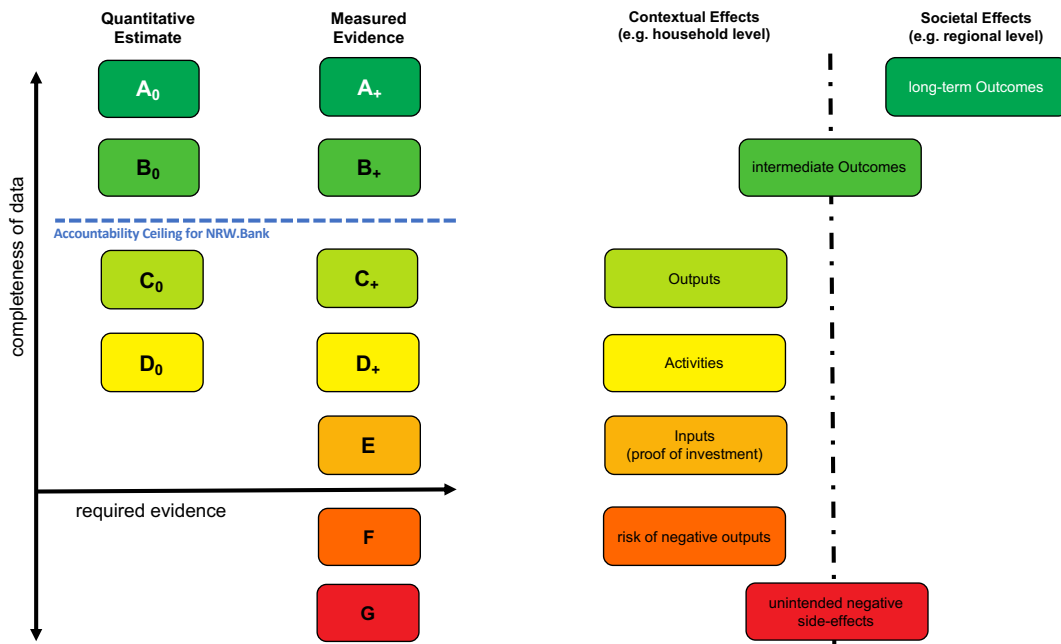 Quantitative
Estimate
Measured
Evidence
Contextual Effects
(e.g. household level)
Societal Effects
(e.g. regional level)
completeness of data
A0
A+
long-term Outcomes
B0
B+
intermediate Outcomes
Accountability Ceiling for NRW.Bank
C0
C+
Outputs
D0
D+
Activities
E
Inputs
(proof of investment)
required evidence
F
risk of negative outputs
G
unintended negative
side-effects